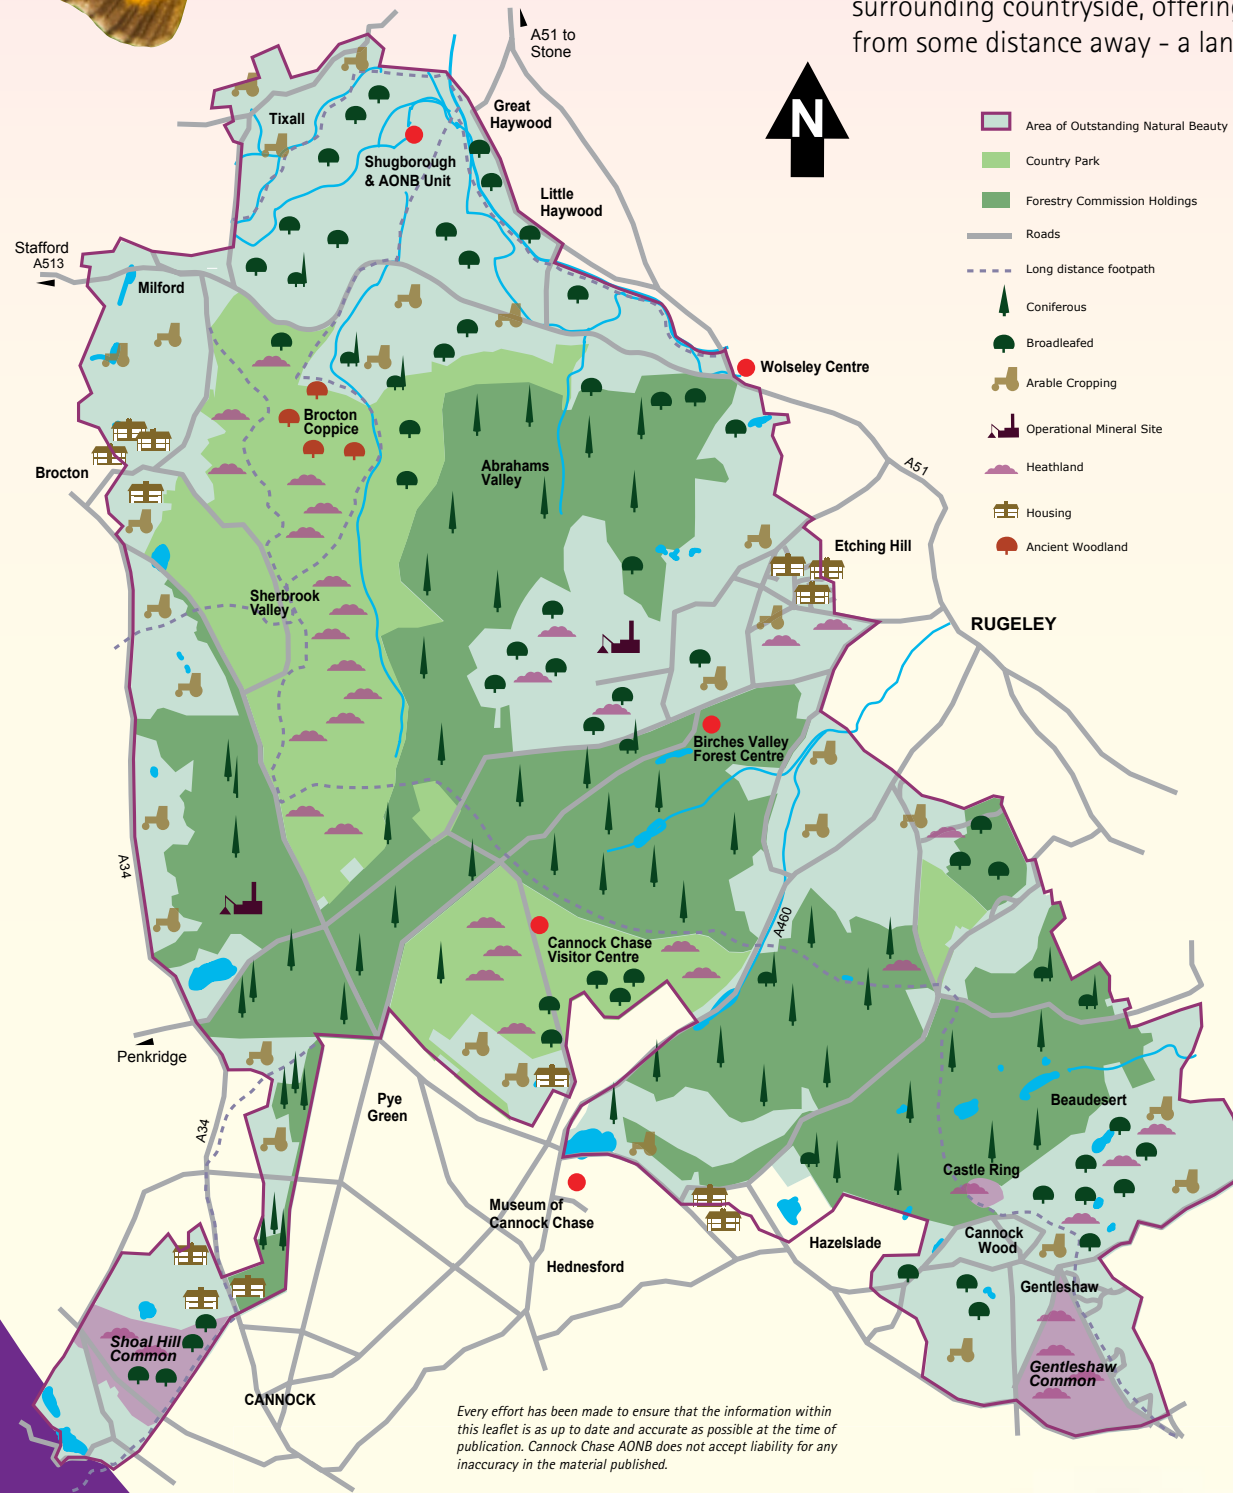 surrounding countryside, offering
from some distance away - a lan
A51 to
Stone
N
Great
Haywood
Tixall
Shugborough
& AONB Unit
Little
Haywood
Stafford
A513
Milford
Wolseley Centre
Brocton
Coppice
Brocton
Abrahams
Valley
A51
Etching Hill
Sherbrook
Valley
RUGELEY
Birches Valley
Forest Centre
A34
A460
Cannock Chase
Visitor Centre
Penkridge
Pye
Green
A34
Beaudesert
Castle Ring
Museum of
Cannock Chase
Hednesford
Hazelslade
Cannock
Wood
Gentleshaw
Shoal Hill
Common
Gentleshaw
Common
CANNOCK
Area of Outstanding Natural Beauty
Country Park
Forestry Commission Holdings
Roads
Long distance footpath
Coniferous
Broadleafed
Arable Cropping
Operational Mineral Site
Heathland
Housing
Ancient Woodland
Every effort has been made to ensure that the information within
this leaflet is as up to date and accurate as possible at the time of
publication. Cannock Chase AONB does not accept liability for any
inaccuracy in the material published.